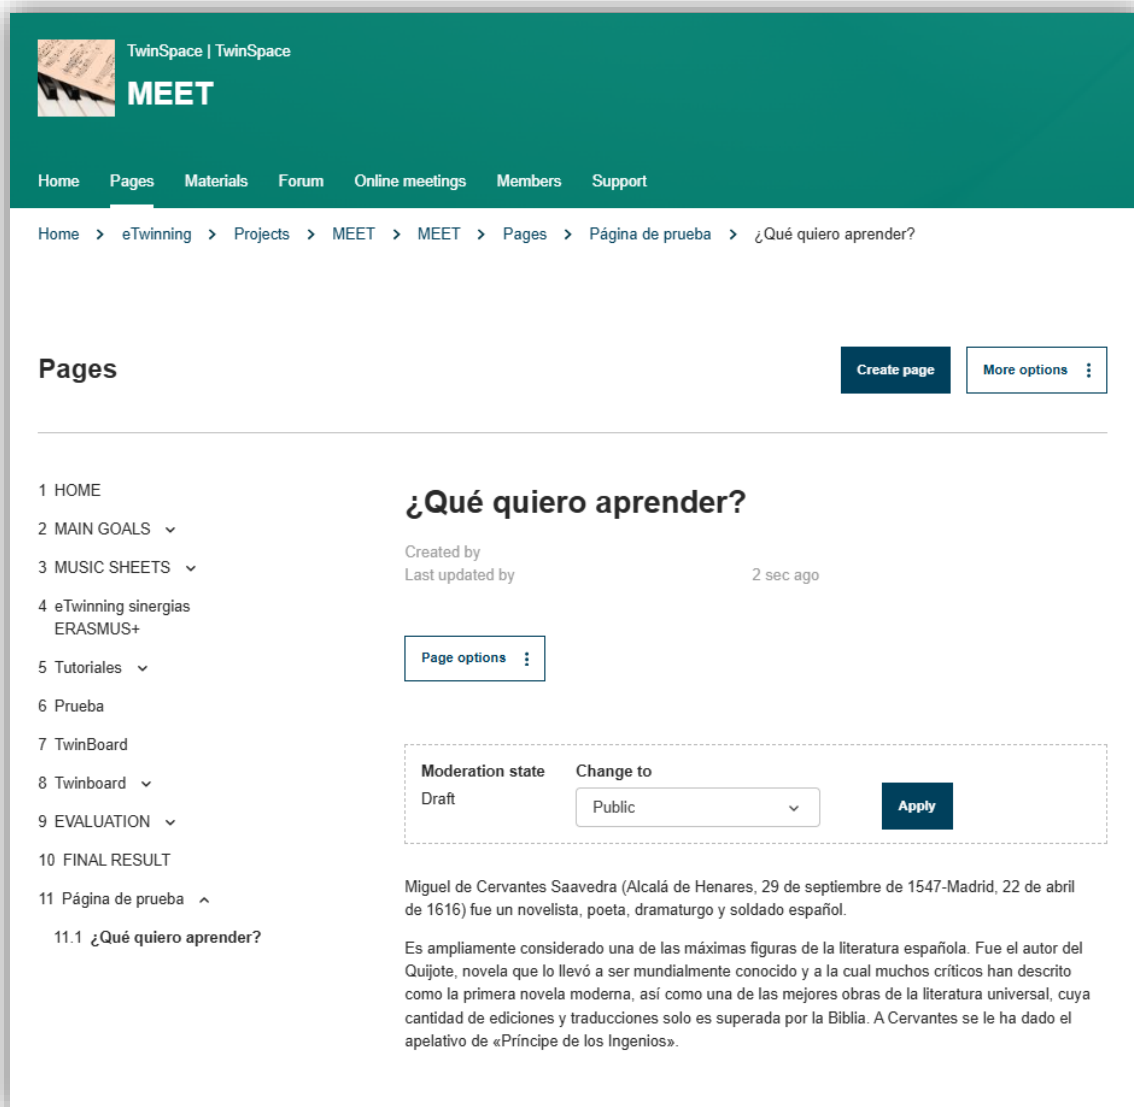 TwinSpace | TwinSpace
MEET
Home Pages Materials Forum Online meetings Members Support
Home > eTwinning > Projects > MEET > MEET > Pages > Página de prueba > ¿Qué quiero aprender?
Pages
Create page
More options
1 HOME
2 MAIN GOALS
3 MUSIC SHEETS
4 eTwinning sinergias
ERASMUS+
5 Tutoriales
6 Prueba
7 TwinBoard
8 Twinboard
9 EVALUATION
10 FINAL RESULT
11 Página de prueba
11.1 ¿Qué quiero aprender?
¿Qué quiero aprender?
Created by
Last updated by 2 sec ago
Page options
Moderation state Change to
Draft Public Apply
Miguel de Cervantes Saavedra (Alcalá de Henares, 29 de septiembre de 1547-Madrid, 22 de abril
de 1616) fue un novelista, poeta, dramaturgo y soldado español.
Es ampliamente considerado una de las máximas figuras de la literatura española. Fue el autor del
Quijote, novela que lo llevó a ser mundialmente conocido y a la cual muchos críticos han descrito
como la primera novela moderna, así como una de las mejores obras de la literatura universal, cuya
cantidad de ediciones y traducciones solo es superada por la Biblia. A Cervantes se le ha dado el
apelativo de «Príncipe de los Ingenios».